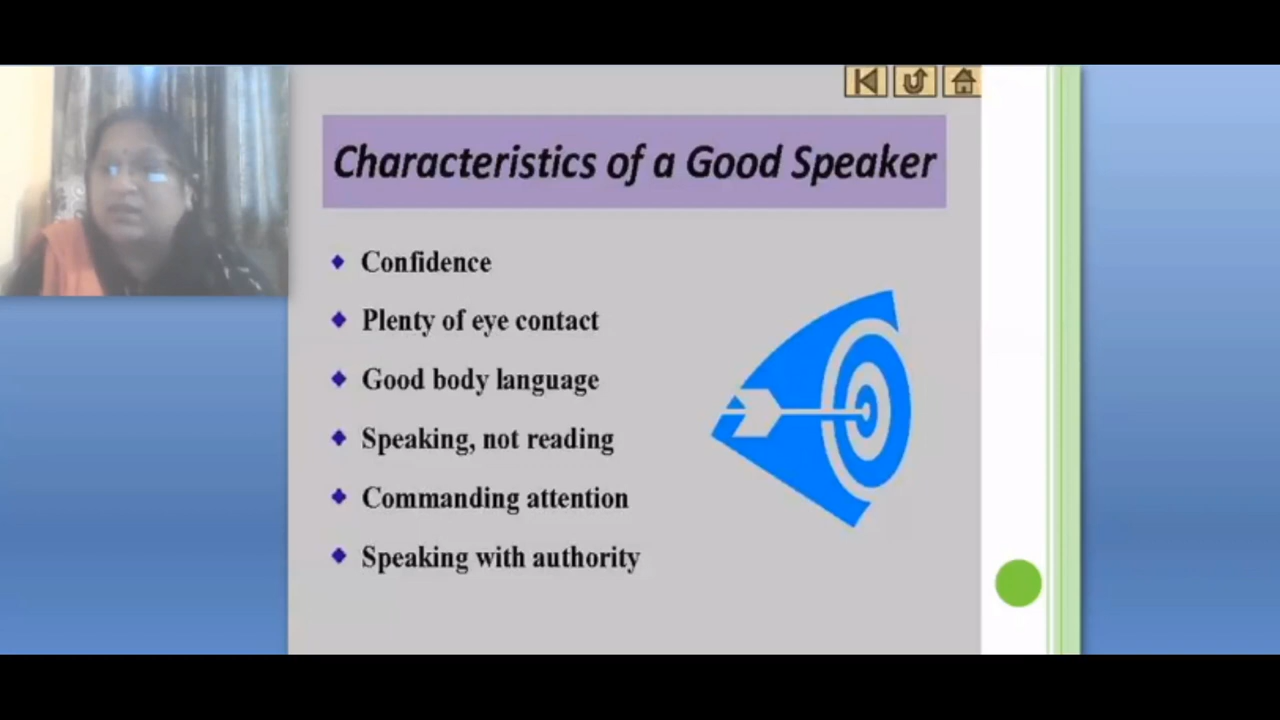 Characteristics of a Good Speaker
Confidence
Plenty of eye contact
Good body language
Speaking, not reading
Commanding attention
Speaking with authority